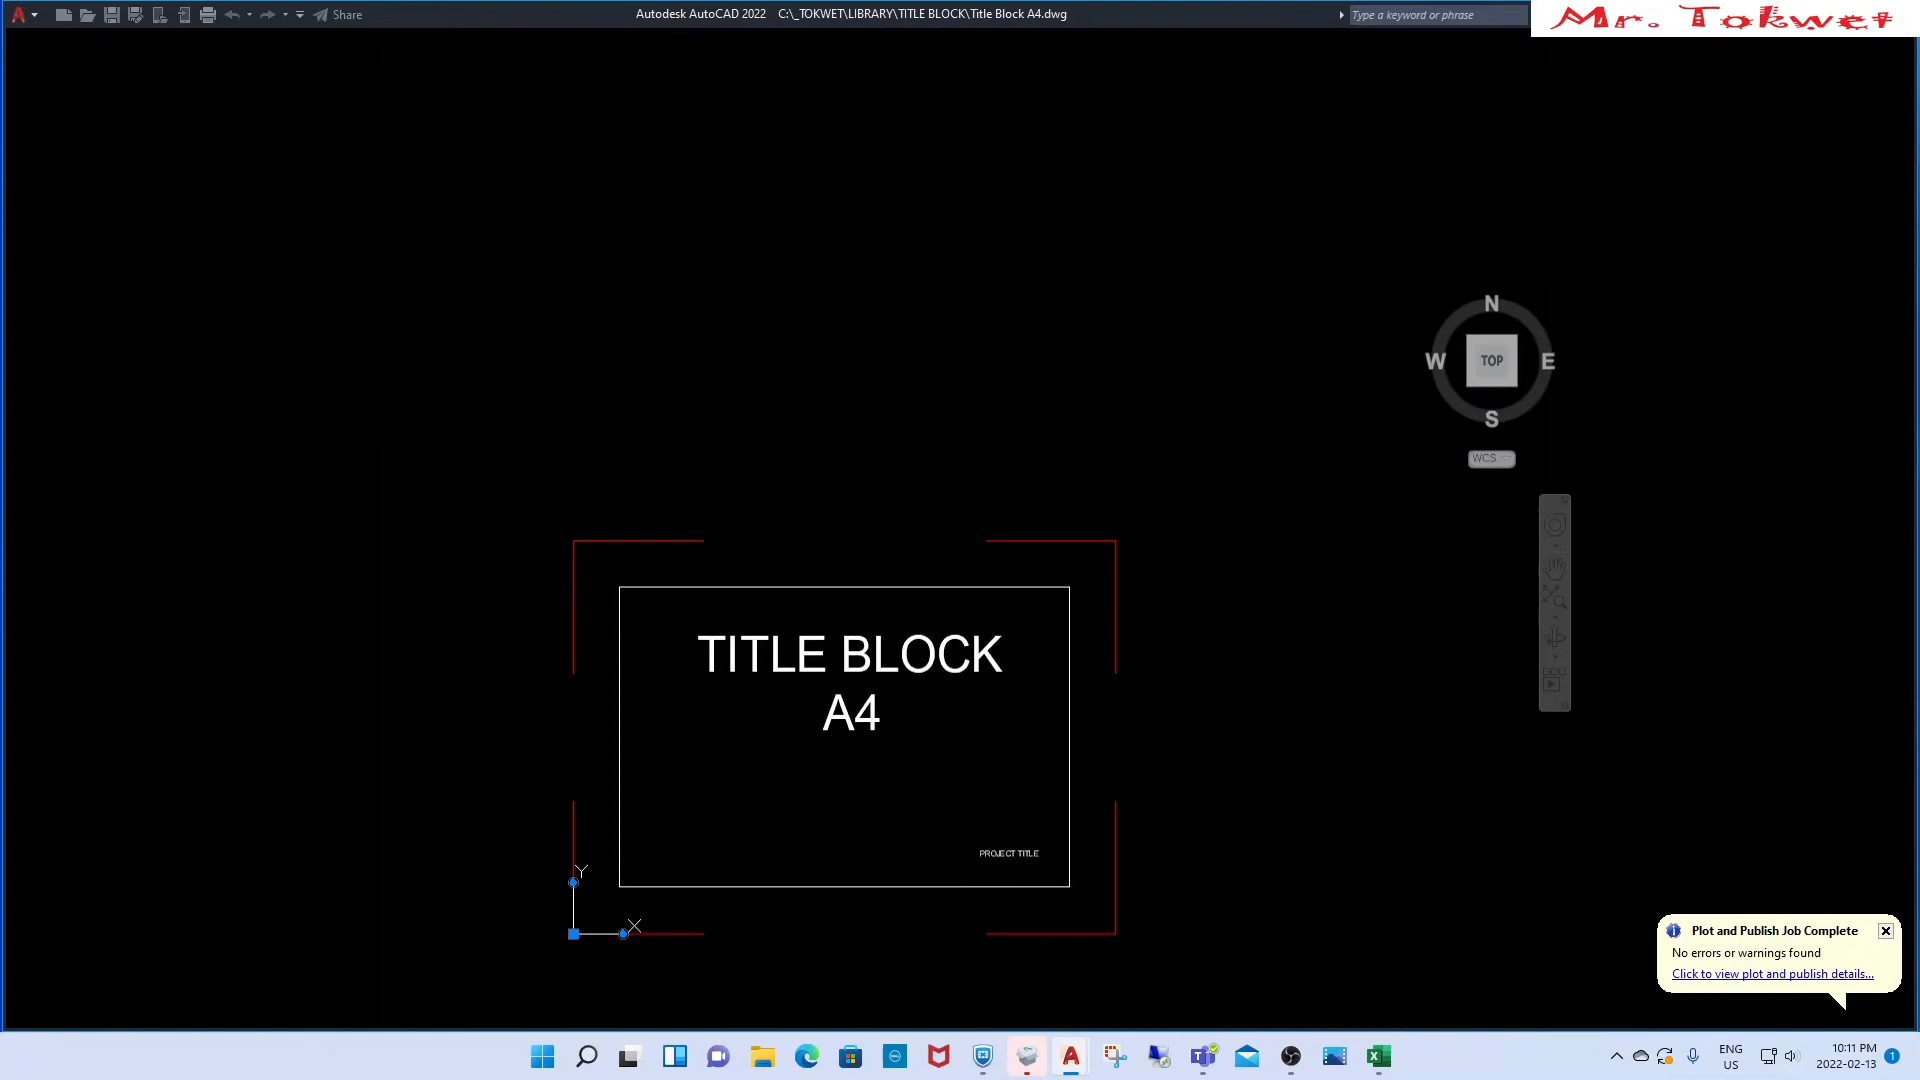 Share
Autodesk AutoCAD 2022 C:\_TOKWET\LIBRARY\TITLE BLOCK\Title Block A4.dwg
Type a keyword or phrase
Mr. Tokwet
N
W TOP E
S
WCS
TITLE BLOCK
A4
PROJECT TITLE
Y
X
Plot and Publish Job Complete
No errors or warnings found
Click to view plot and publish details...
ENG
US
10:11 PM
2022-02-13
1